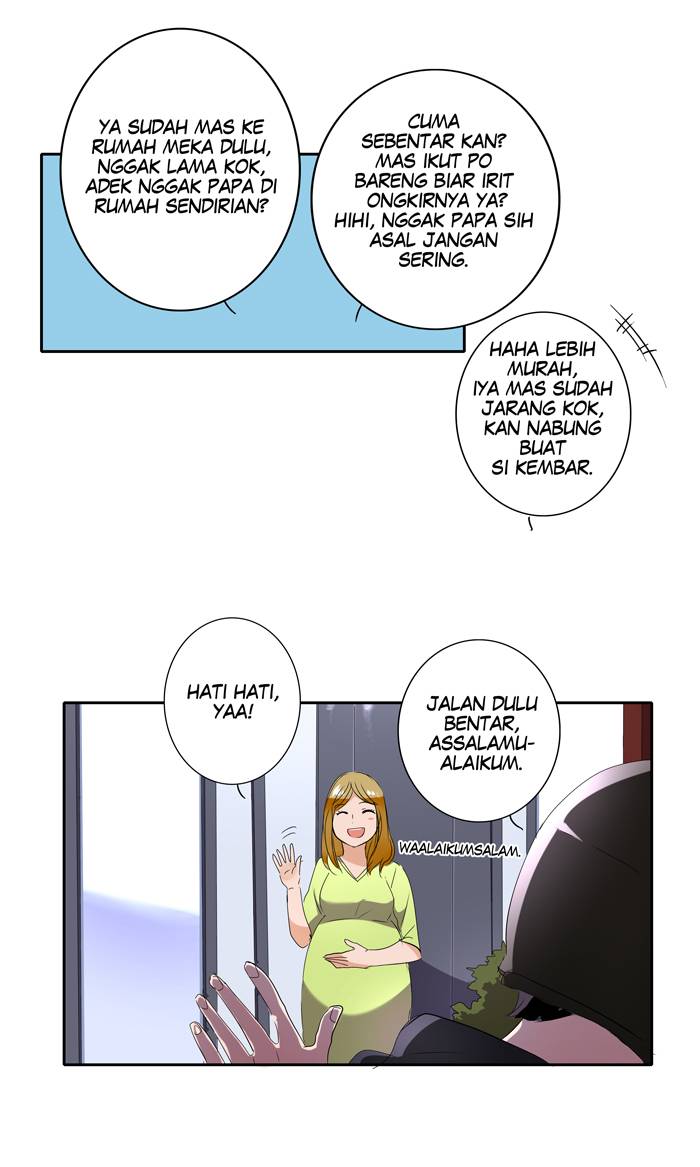 YA SUDAH MAS KE
RUMAH MEKA DULU,
NGGAK LAMA KOK,
ADEK NGGAK PAPA DI
RUMAH SENDIRIAN?
CUMA
SEBENTAR KAN?
MAS IKUT PO
BARENG BIAR IRIT
ONGKIRNYA YA?
HIHI, NGGAK PAPA SIH
ASAL JANGAN
SERING.
HAHA LEBIH
MURAH,
IYA MAS SUDAH
JARANG KOK,
KAN NABUNG
BUAT
SI KEMBAR.
HATI HATI,
YAA!
JALAN DULU
BENTAR,
ASSALAMU-
ALAIKUM.
WAALAIKUMSALAM.